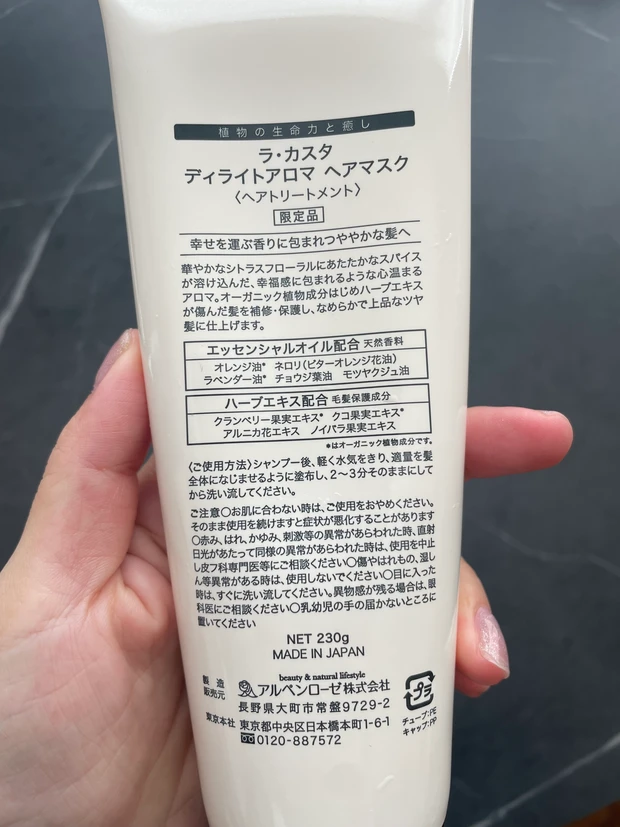 植物の生命力と癒し
ラ・カスタ
ディライトアロマ ヘアマスク
〈ヘアトリートメント〉
限定品
幸せを運ぶ香りに包まれつややかな髪へ
華やかなシトラスフローラルにあたたかなスパイス
が溶け込んだ、幸福感に包まれるような心温まる
アロマ。オーガニック植物成分はじめハーブエキス
が傷んだ髪を補修・保護し、なめらかで上品なツヤ
髪に仕上げます。
エッセンシャルオイル配合 天然香料
オレンジ油* ネロリ(ビターオレンジ花油)
ラベンダー油* チョウジ葉油 モツヤクジュ油
ハーブエキス配合 毛髪保護成分
クランベリー果実エキス* クコ果実エキス*
アルニカ花エキス ノイバラ果実エキス
*はオーガニック植物成分です。
〈ご使用方法〉シャンプー後、軽く水気をきり、適量を髪
全体になじませるように塗布し、2〜3分そのままにして
から洗い流してください。
ご注意〇お肌に合わない時は、ご使用をおやめください。
そのまま使用を続けますと症状が悪化することがあります
〇赤み、はれ、かゆみ、刺激等の異常があらわれた時、直射
日光があたって同様の異常があらわれた時は、使用を中止
し皮フ科専門医等にご相談ください〇傷やはれもの、湿し
ん等異常がある時は、使用しないでください〇目に入った
時は、すぐに洗い流してください。異物感が残る場合は、眼
科医にご相談ください〇乳幼児の手の届かないところに
置いてください
NET 230g
MADE IN JAPAN
beauty & natural lifestyle
製造
販売元 アルペンローゼ株式会社
長野県大町市常盤9729-2
東京本社 東京都中央区日本橋本町1-6-1
0120-887572
プラ
チューブ:PE
キャップ:PP